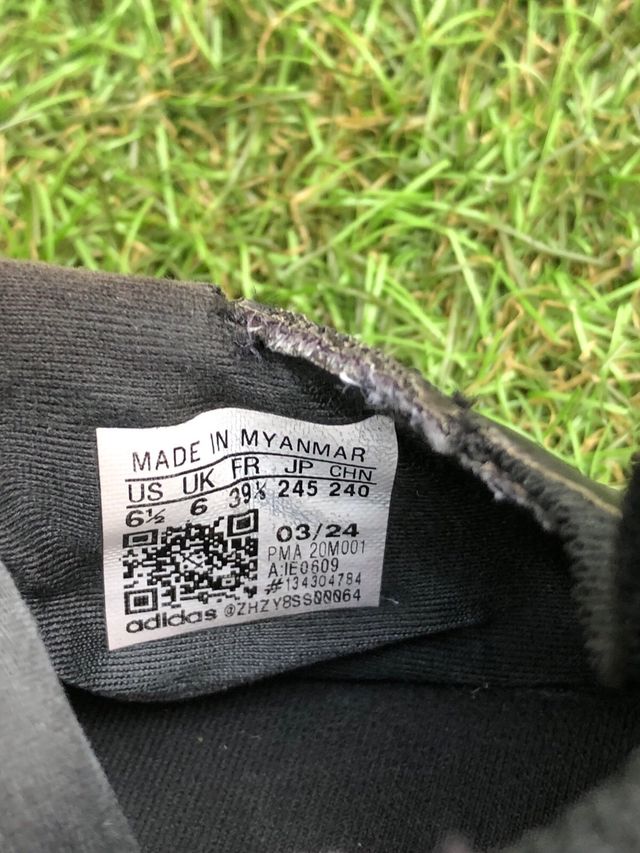 MADE IN MYANMAR
US UK FR JP CHN
6½ 6 39⅓ 245 240
03/24
PMA 20M001
A:IE0609
#134304784
adidas @ZHZY8SS00064